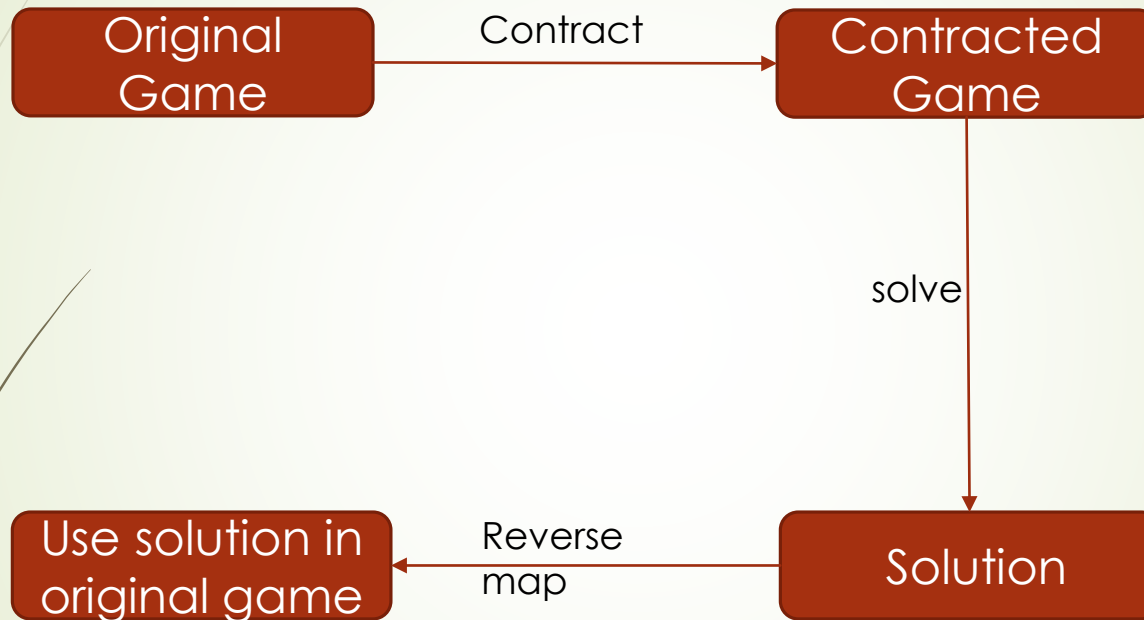 Original
Game
Contract
Contracted
Game
solve
Use solution in
original game
Reverse
map
Solution